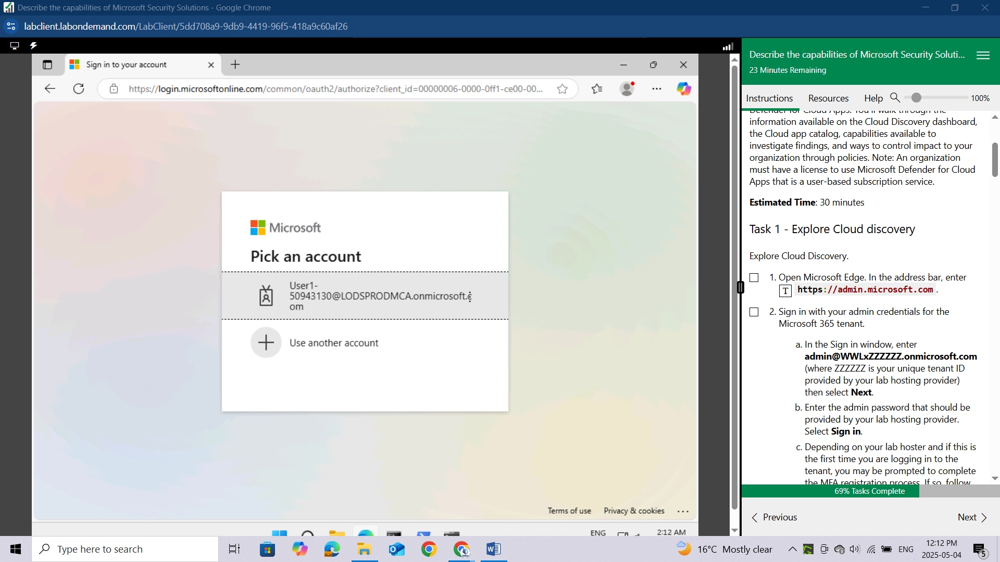 Describe the capabilities of Microsoft Security Solutions - Google Chrome
labclient.labondemand.com/LabClient/5dd708a9-9db9-4419-96f5-418a9c60af26
Sign in to your account
https://login.microsoftonline.com/common/oauth2/authorize?client_id=00000006-0000-0ff1-ce00-00...
Microsoft
Pick an account
User1-
50943130@LODSPRODMCA.onmicrosoft.c
om
Use another account
Terms of use Privacy & cookies ...
ENG 2:12 AM
Describe the capabilities of Microsoft Security Soluti...
23 Minutes Remaining
Instructions Resources Help 100%
Defender for Cloud Apps. You'll walk through the
information available on the Cloud Discovery dashboard,
the Cloud app catalog, capabilities available to
investigate findings, and ways to control impact to your
organization through policies. Note: An organization
must have a license to use Microsoft Defender for Cloud
Apps that is a user-based subscription service.
Estimated Time: 30 minutes
Task 1 - Explore Cloud discovery
Explore Cloud Discovery.
1. Open Microsoft Edge. In the address bar, enter
T https://admin.microsoft.com .
2. Sign in with your admin credentials for the
Microsoft 365 tenant.
a. In the Sign in window, enter
admin@WWLxZZZZZZ.onmicrosoft.com
(where ZZZZZZ is your unique tenant ID
provided by your lab hosting provider)
then select Next.
b. Enter the admin password that should be
provided by your lab hosting provider.
Select Sign in.
c. Depending on your lab hoster and if this is
the first time you are logging in to the
tenant, you may be prompted to complete
the MFA registration process. If so, follow
69% Tasks Complete
Previous Next
Type here to search
16°C Mostly clear
ENG
12:12 PM
2025-05-04
5